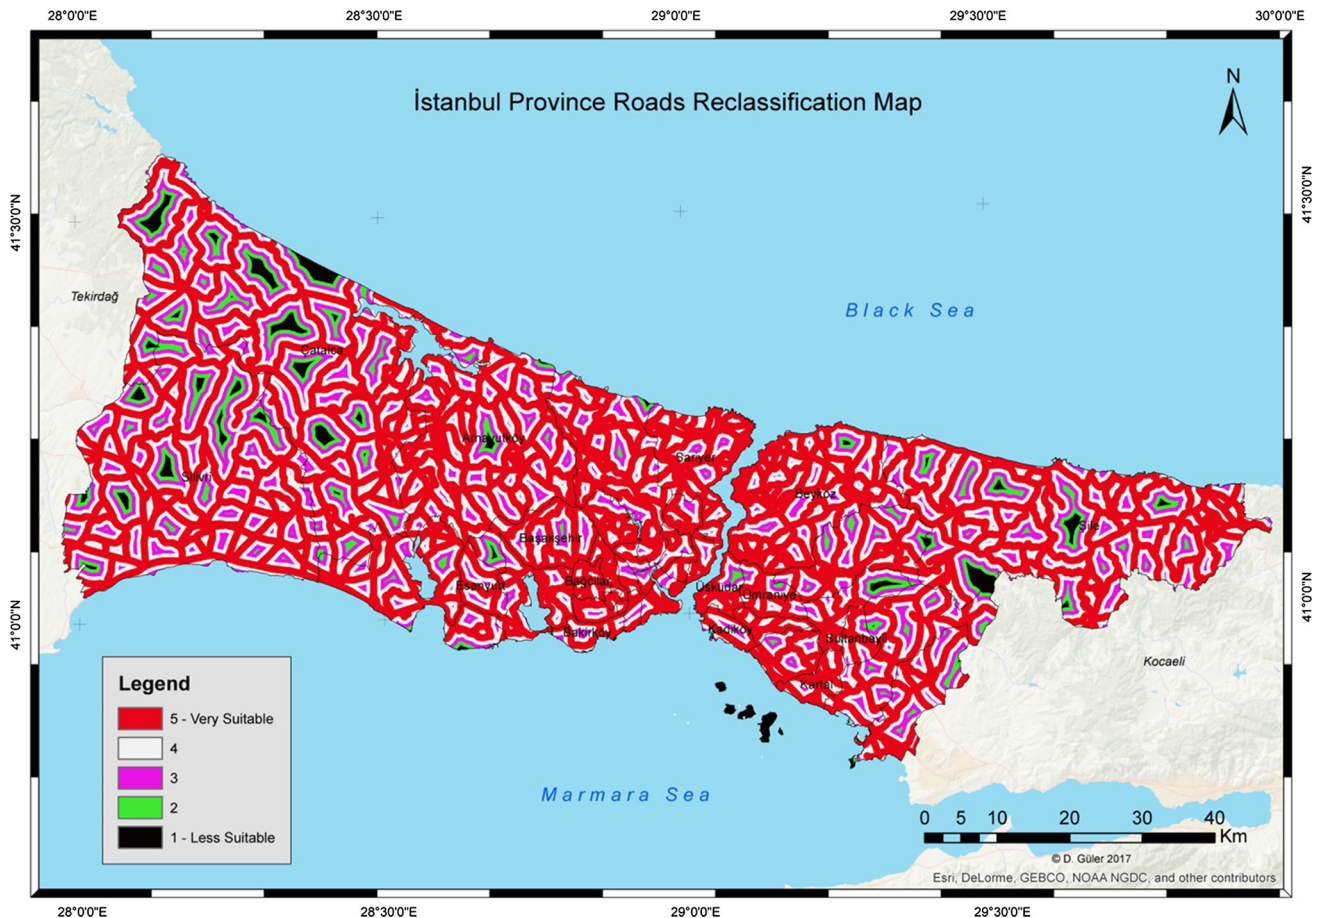 28°0'0"E 28°30'0"E 29°0'0"E 29°30'0"E 30°0'0"E
N
İstanbul Province Roads Reclassification Map
41°30'0"N 41°30'0"N
Tekirdağ
Black Sea
Çatalca
Arnavutköy
Sarıyer
Silivri
Beykoz
Şile
Başakşehir
Esenyurt Bağcılar Üsküdar Ümraniye
41°0'0"N 41°0'0"N
Bakırköy Kadıköy Sultanbeyli
Kocaeli
Kartal
Legend
5 - Very Suitable
4
3
2
1 - Less Suitable
Marmara Sea
0 5 10 20 30 40
Km
© D. Güler 2017
Esri, DeLorme, GEBCO, NOAA NGDC, and other contributors
28°0'0"E 28°30'0"E 29°0'0"E 29°30'0"E